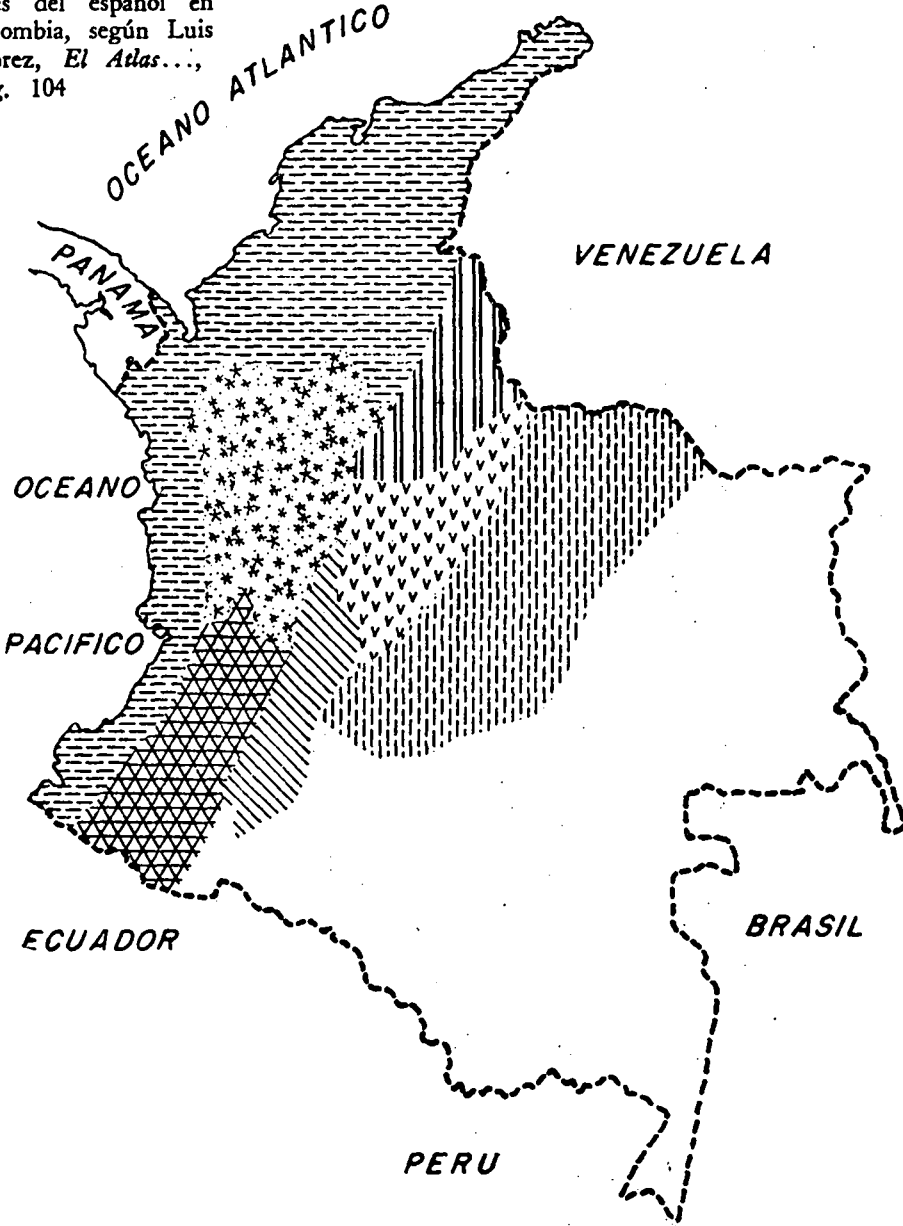 es del español en
ombia, según Luis
rez, El Atlas...,
104
OCEANO ATLANTICO
PANAMA
VENEZUELA
OCEANO
PACIFICO
ECUADOR
BRASIL
PERU